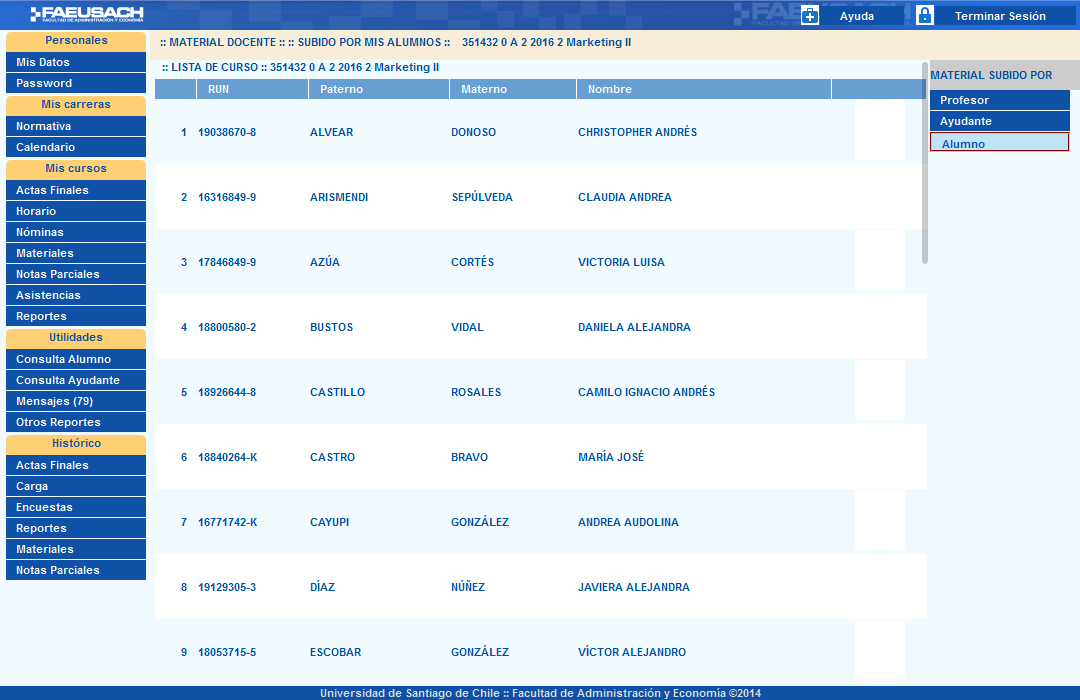 FAEUSACH
FACULTAD DE ADMINISTRACIÓN Y ECONOMÍA
Ayuda
Terminar Sesión
Personales
Mis Datos
Password
Mis carreras
Normativa
Calendario
Mis cursos
Actas Finales
Horario
Nóminas
Materiales
Notas Parciales
Asistencias
Reportes
Utilidades
Consulta Alumno
Consulta Ayudante
Mensajes (79)
Otros Reportes
Histórico
Actas Finales
Carga
Encuestas
Reportes
Materiales
Notas Parciales
:: MATERIAL DOCENTE :: :: SUBIDO POR MIS ALUMNOS :: 351432 0 A 2 2016 2 Marketing II
:: LISTA DE CURSO :: 351432 0 A 2 2016 2 Marketing II
RUN Paterno Materno Nombre
1 19038670-8 ALVEAR DONOSO CHRISTOPHER ANDRÉS
2 16316849-9 ARISMENDI SEPÚLVEDA CLAUDIA ANDREA
3 17846849-9 AZÚA CORTÉS VICTORIA LUISA
4 18800580-2 BUSTOS VIDAL DANIELA ALEJANDRA
5 18926644-8 CASTILLO ROSALES CAMILO IGNACIO ANDRÉS
6 18840264-K CASTRO BRAVO MARÍA JOSÉ
7 16771742-K CAYUPI GONZÁLEZ ANDREA AUDOLINA
8 19129305-3 DÍAZ NÚÑEZ JAVIERA ALEJANDRA
9 18053715-5 ESCOBAR GONZÁLEZ VÍCTOR ALEJANDRO
MATERIAL SUBIDO POR
Profesor
Ayudante
Alumno
Universidad de Santiago de Chile :: Facultad de Administración y Economía ©2014